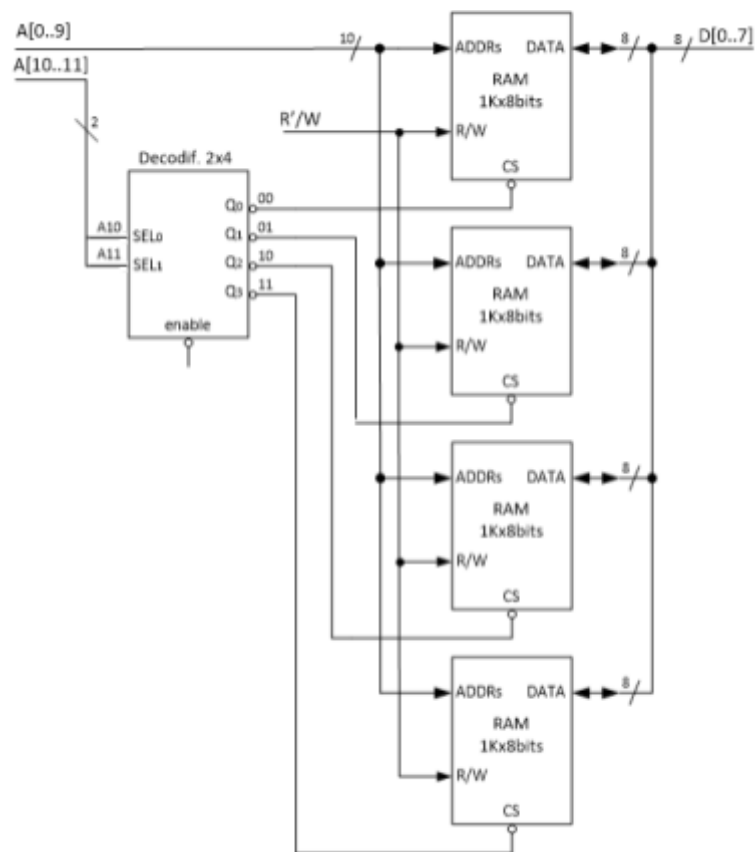 A[0..9]
10
ADDRs DATA
8
8
D[0..7]
A[10..11]
RAM
1Kx8bits
2
R'/W
R/W
Decodif. 2x4
CS
Q0 00
A10 SEL0
Q1 01
A11 SEL1
Q2 10
Q3 11
enable
ADDRs DATA
8
RAM
1Kx8bits
R/W
CS
ADDRs DATA
8
RAM
1Kx8bits
R/W
CS
ADDRs DATA
8
RAM
1Kx8bits
R/W
CS